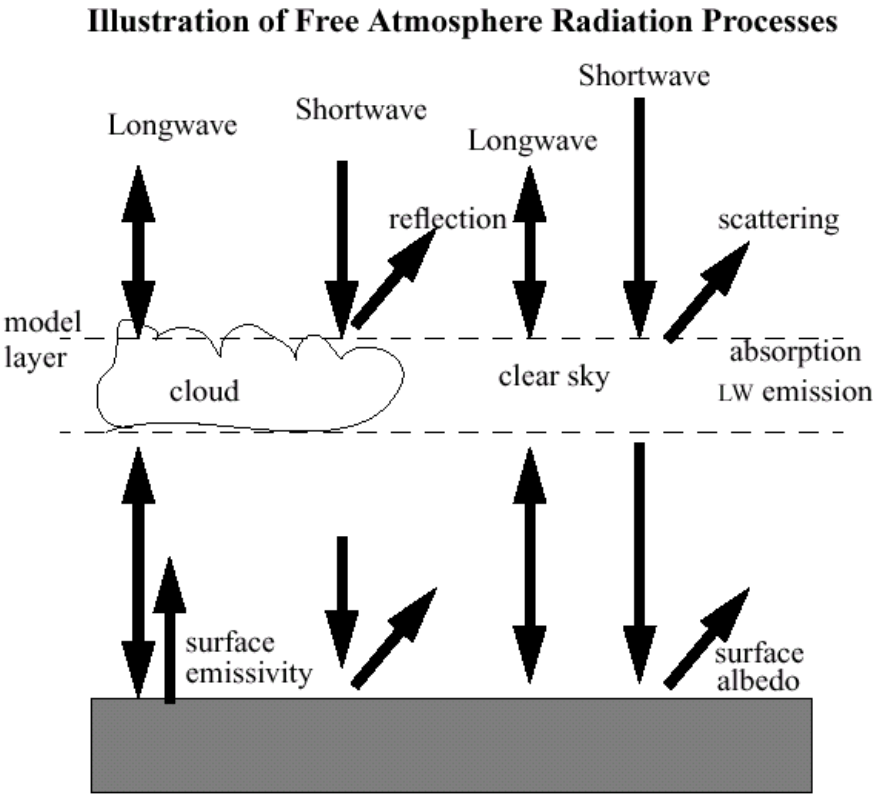 Illustration of Free Atmosphere Radiation Processes
Longwave
Shortwave
Longwave
Shortwave
reflection
scattering
model
layer
cloud
clear sky
absorption
LW emission
surface
emissivity
surface
albedo